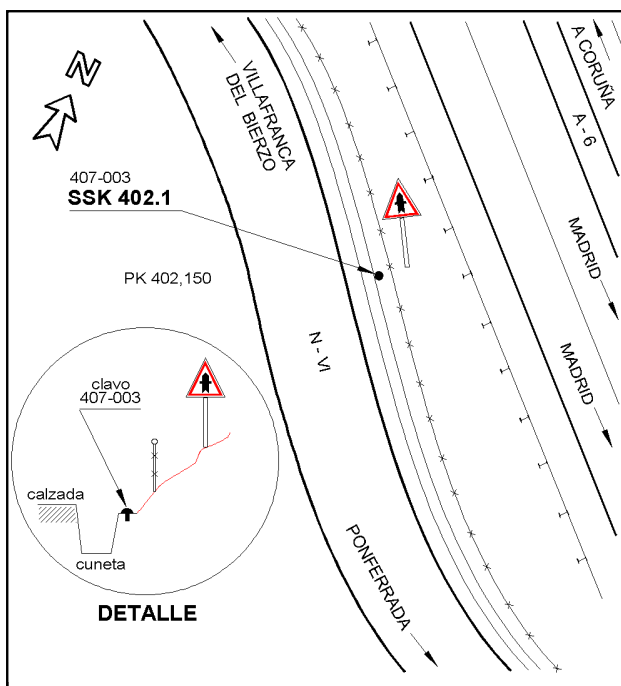 N
VILLAFRANCA
DEL BIERZO
A CORUÑA
A - 6
407-003
SSK 402.1
PK 402,150
N - VI
MADRID
MADRID
clavo
407-003
calzada
cuneta
DETALLE
PONFERRADA